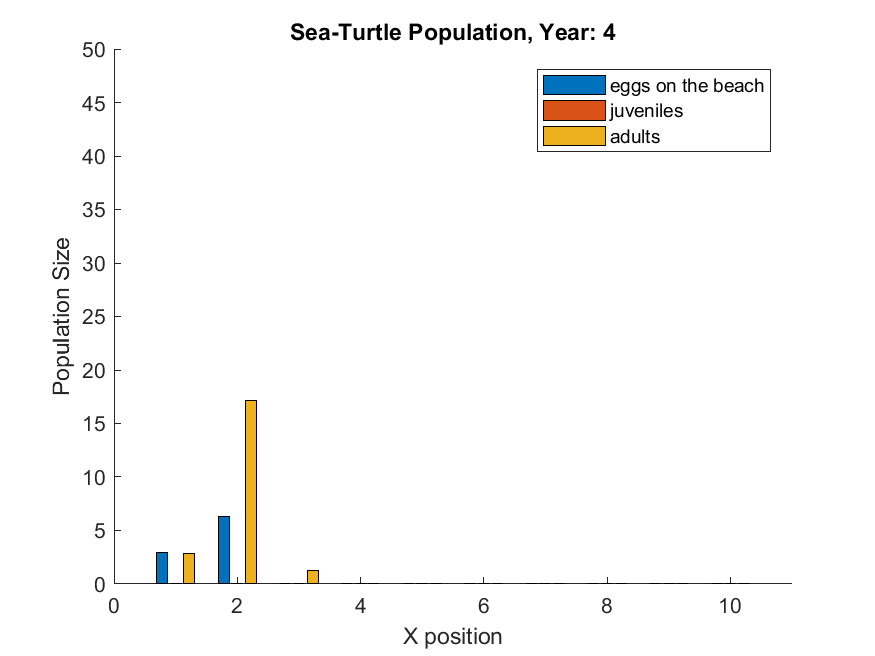 Sea-Turtle Population, Year: 4
eggs on the beach
juveniles
adults
50
45
40
35
30
25
20
15
10
5
0
Population Size
0 2 4 6 8 10
X position